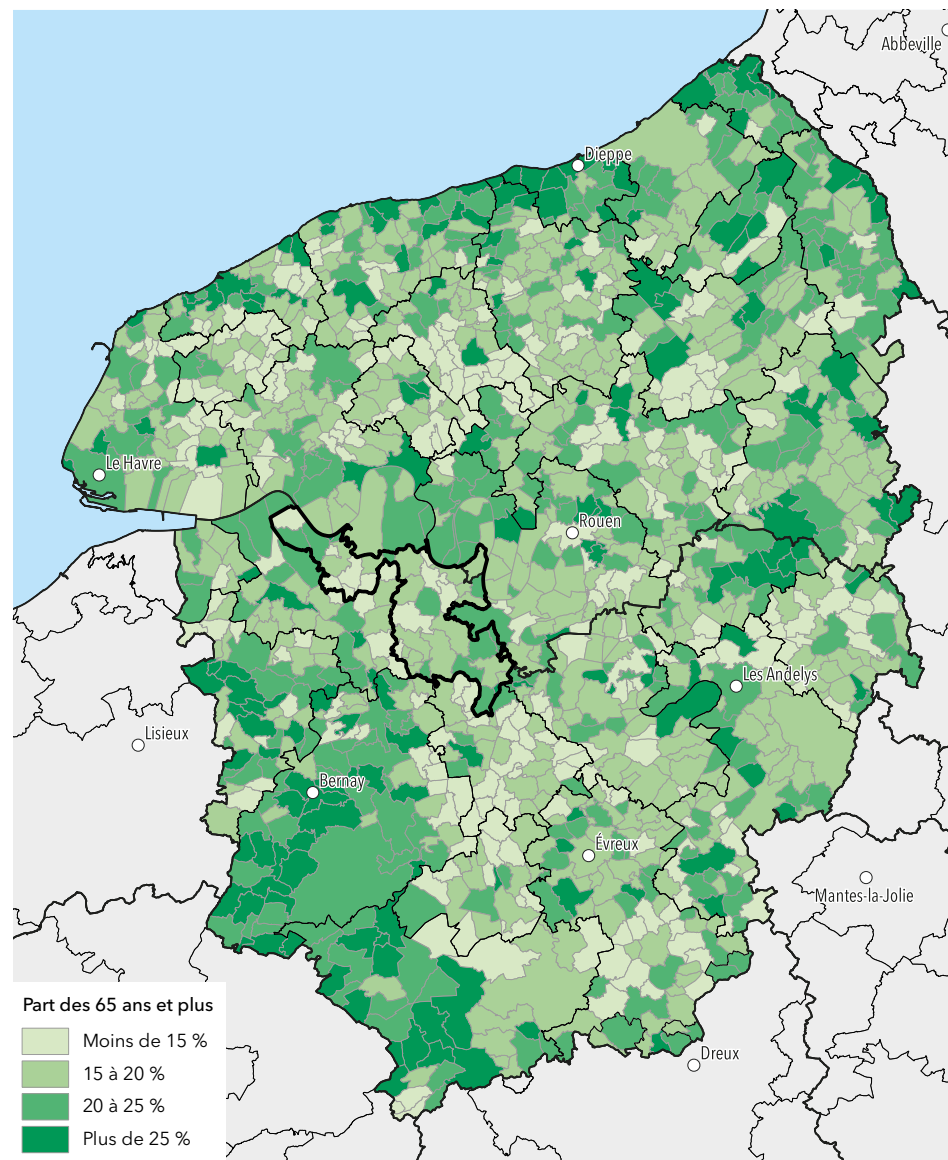 Abbeville
Dieppe
Le Havre
Rouen
Les Andelys
Lisieux
Bernay
Évreux
Mantes-la-Jolie
Dreux
Part des 65 ans et plus
Moins de 15 %
15 à 20 %
20 à 25 %
Plus de 25 %